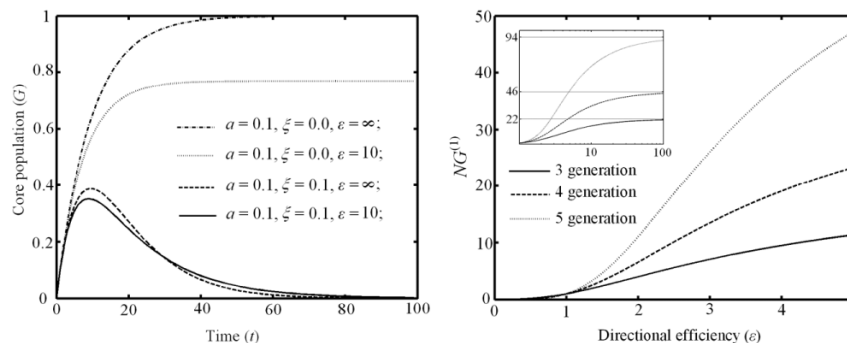 1
0.8
0.6
0.4
0.2
0
Core population (G)
a = 0.1, ξ = 0.0, ε = ∞;
a = 0.1, ξ = 0.0, ε = 10;
a = 0.1, ξ = 0.1, ε = ∞;
a = 0.1, ξ = 0.1, ε = 10;
0 20 40 60 80 100
Time (t)
50
40
30
20
10
0
NG(1)
94
46
22
10 100
3 generation
4 generation
5 generation
1 2 3 4
Directional efficiency (ε)